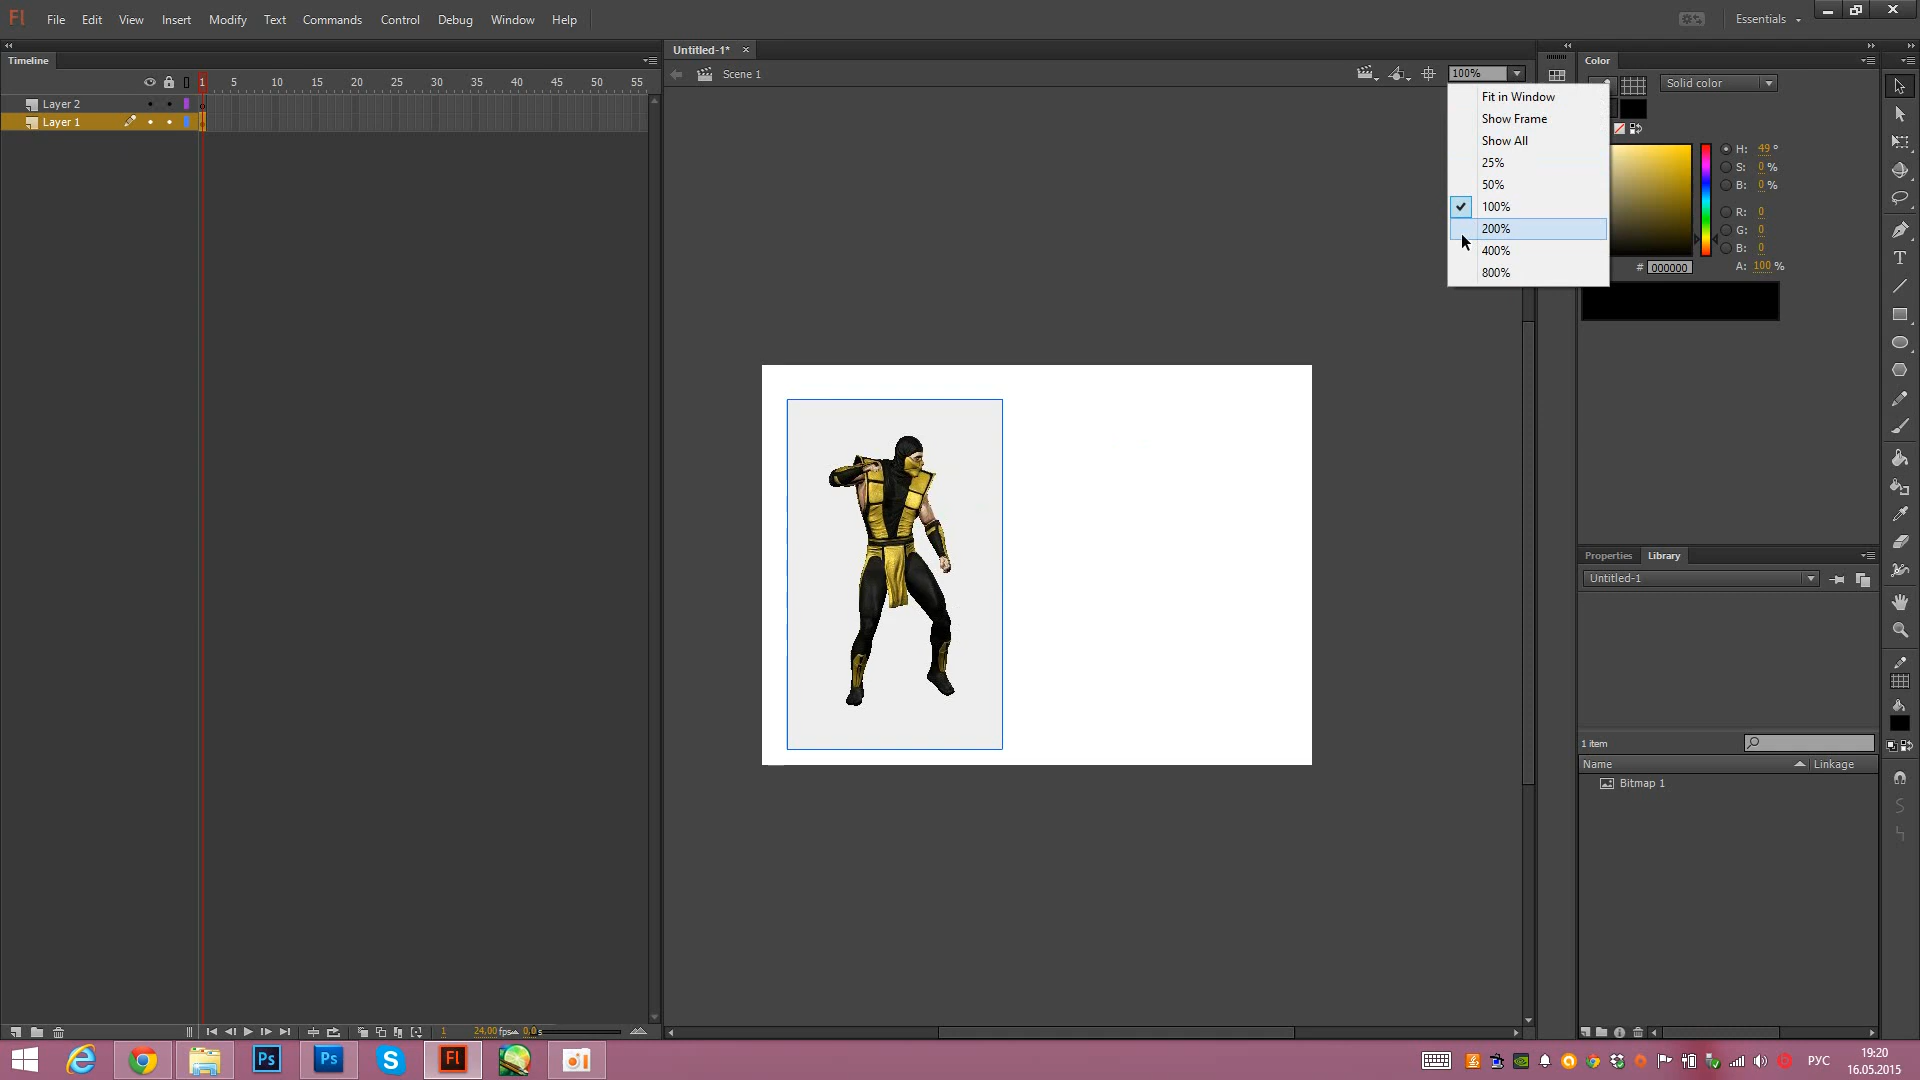 Fl File Edit View Insert Modify Text Commands Control Debug Window Help Essentials
Timeline
Untitled-1*
1 5 10 15 20 25 30 35 40 45 50 55
Layer 2
Layer 1
Scene 1
100%
Fit in Window
Show Frame
Show All
25%
50%
100%
200%
400%
800%
Color
Solid color
H: 49 °
S: 0 %
B: 0 %
R: 0
G: 0
B: 0
# 000000
A: 100 %
T
Properties Library
Untitled-1
1 item
Name Linkage
Bitmap 1
1 24,00 fps 0,0 s
Ps Ps Fl
РУС
19:20
16.05.2015